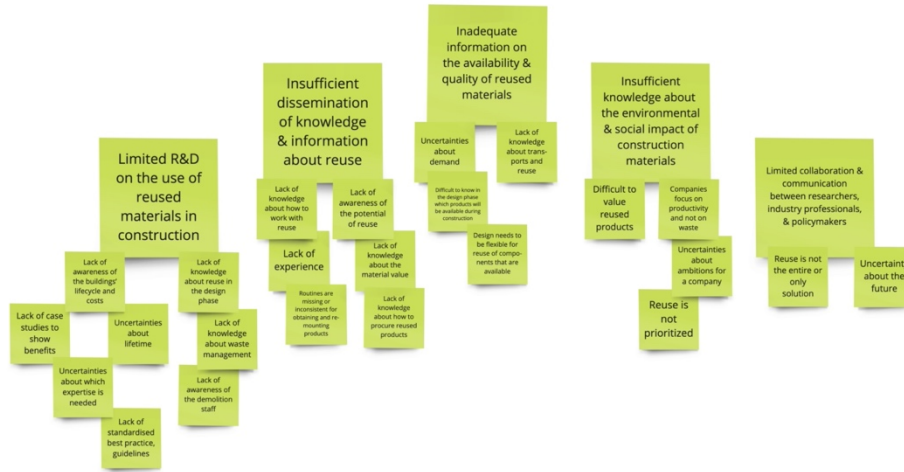 Limited R&D
on the use of
reused
materials in
construction
Lack of awareness
of the buildings'
lifecycle and
costs
Lack of
knowledge
about reuse in
the design
phase
Lack of case
studies to
show
benefits
Uncertainties
about
lifetime
Lack of
knowledge
about waste
management
Uncertainties
about which
expertise is
needed
Lack of
awareness of
the demolition
staff
Lack of
standardised
best practice,
guidelines
Insufficient
dissemination
of knowledge
& information
about reuse
Lack of
knowledge
about how to
work with
reuse
Lack of
awareness of
the potential
of reuse
Lack of
experience
Lack of
knowledge
about the
material value
Routines are
missing or
inconsistent for
obtaining and re-
mounting
products
Lack of
knowledge
about how to
procure reused
products
Inadequate
information on
the availability &
quality of reused
materials
Uncertainties
about
demand
Lack of
knowledge
about trans-
ports and
reuse
Difficult to know in
the design phase
which products will
be available during
construction
Design needs to
be flexible for
reuse of compo-
nents that are
available
Insufficient
knowledge about
the environmental
& social impact of
construction
materials
Difficult to
value
reused
products
Companies
focus on
productivity
and not on
waste
Uncertainties
about
ambitions for
a company
Reuse is
not
prioritized
Limited collaboration &
communication
between researchers,
industry professionals,
& policymakers
Reuse is not
the entire or
only
solution
Uncertaint
about the
future